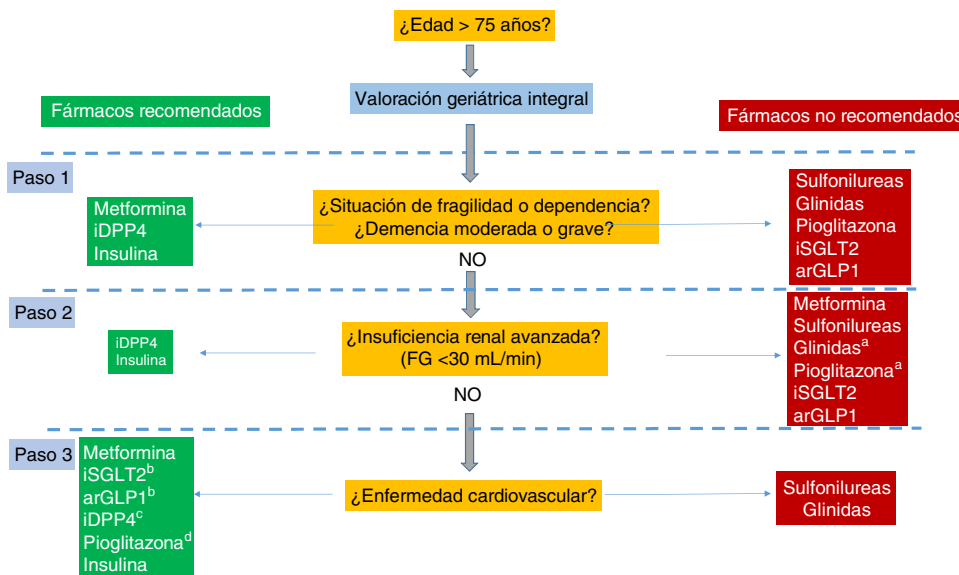 ¿Edad > 75 años?
Valoración geriátrica integral
Fármacos recomendados
Fármacos no recomendados
Paso 1
Metformina
iDPP4
Insulina
¿Situación de fragilidad o dependencia?
¿Demencia moderada o grave?
Sulfonilureas
Glinidas
Pioglitazona
iSGLT2
arGLP1
NO
Paso 2
iDPP4
Insulina
¿Insuficiencia renal avanzada?
(FG <30 mL/min)
Metformina
Sulfonilureas
Glinidasᵃ
Pioglitazonaᵃ
iSGLT2
arGLP1
NO
Paso 3
Metformina
iSGLT2ᵇ
arGLP1ᵇ
iDPP4ᶜ
Pioglitazonaᵈ
Insulina
¿Enfermedad cardiovascular?
Sulfonilureas
Glinidas